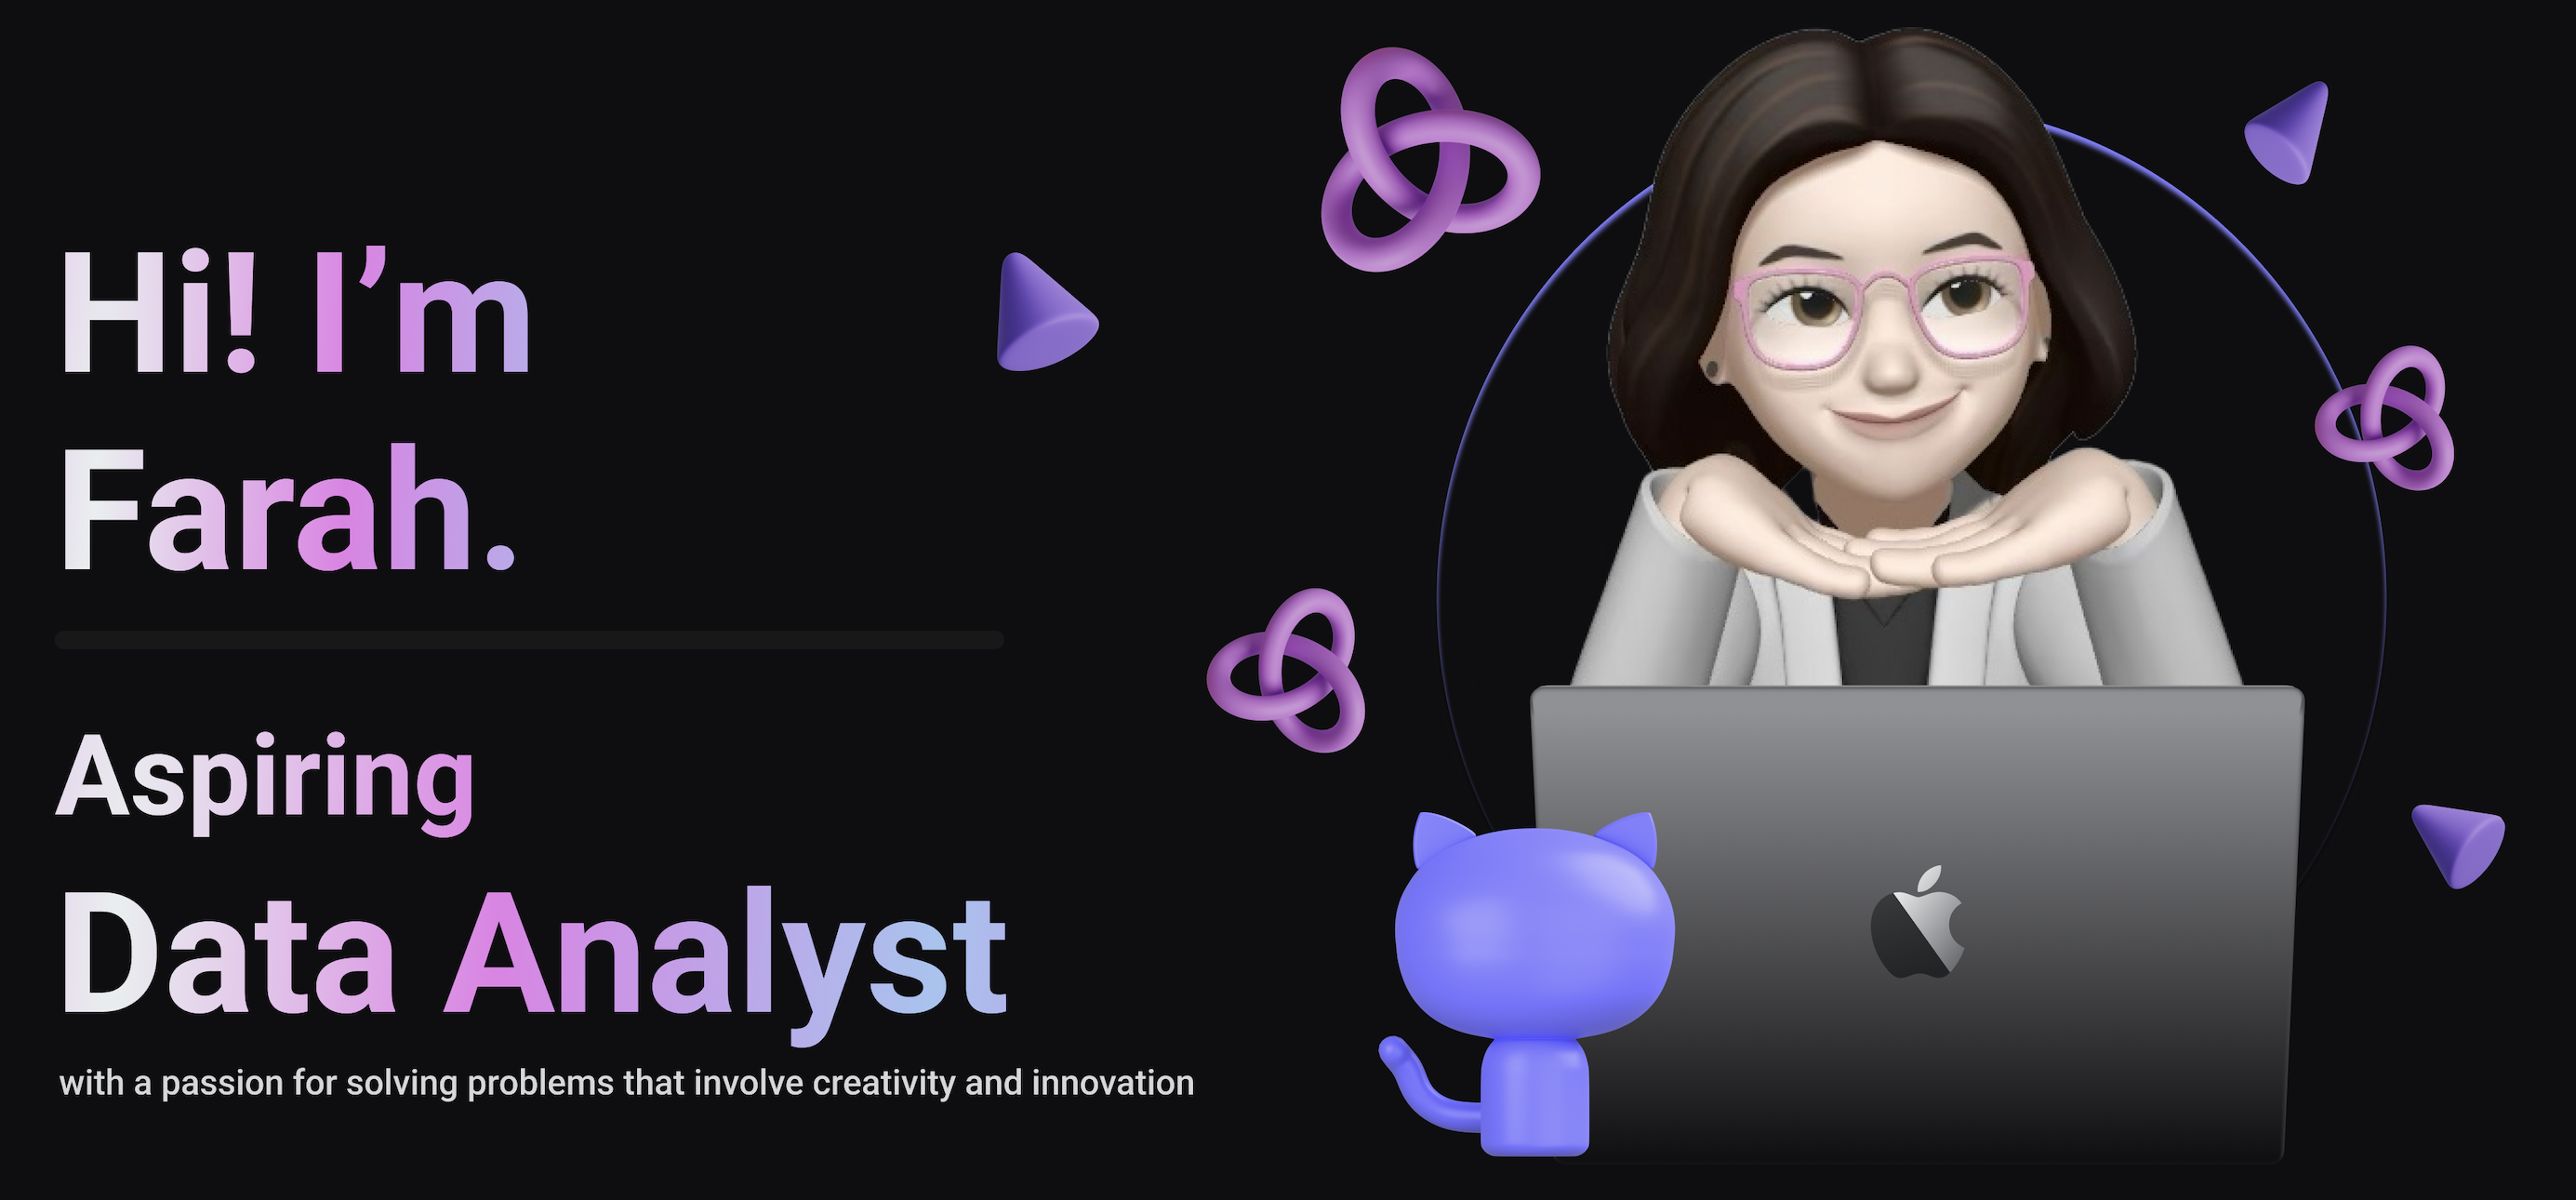 Hi! I’m
Farah.
Aspiring
Data Analyst
with a passion for solving problems that involve creativity and innovation